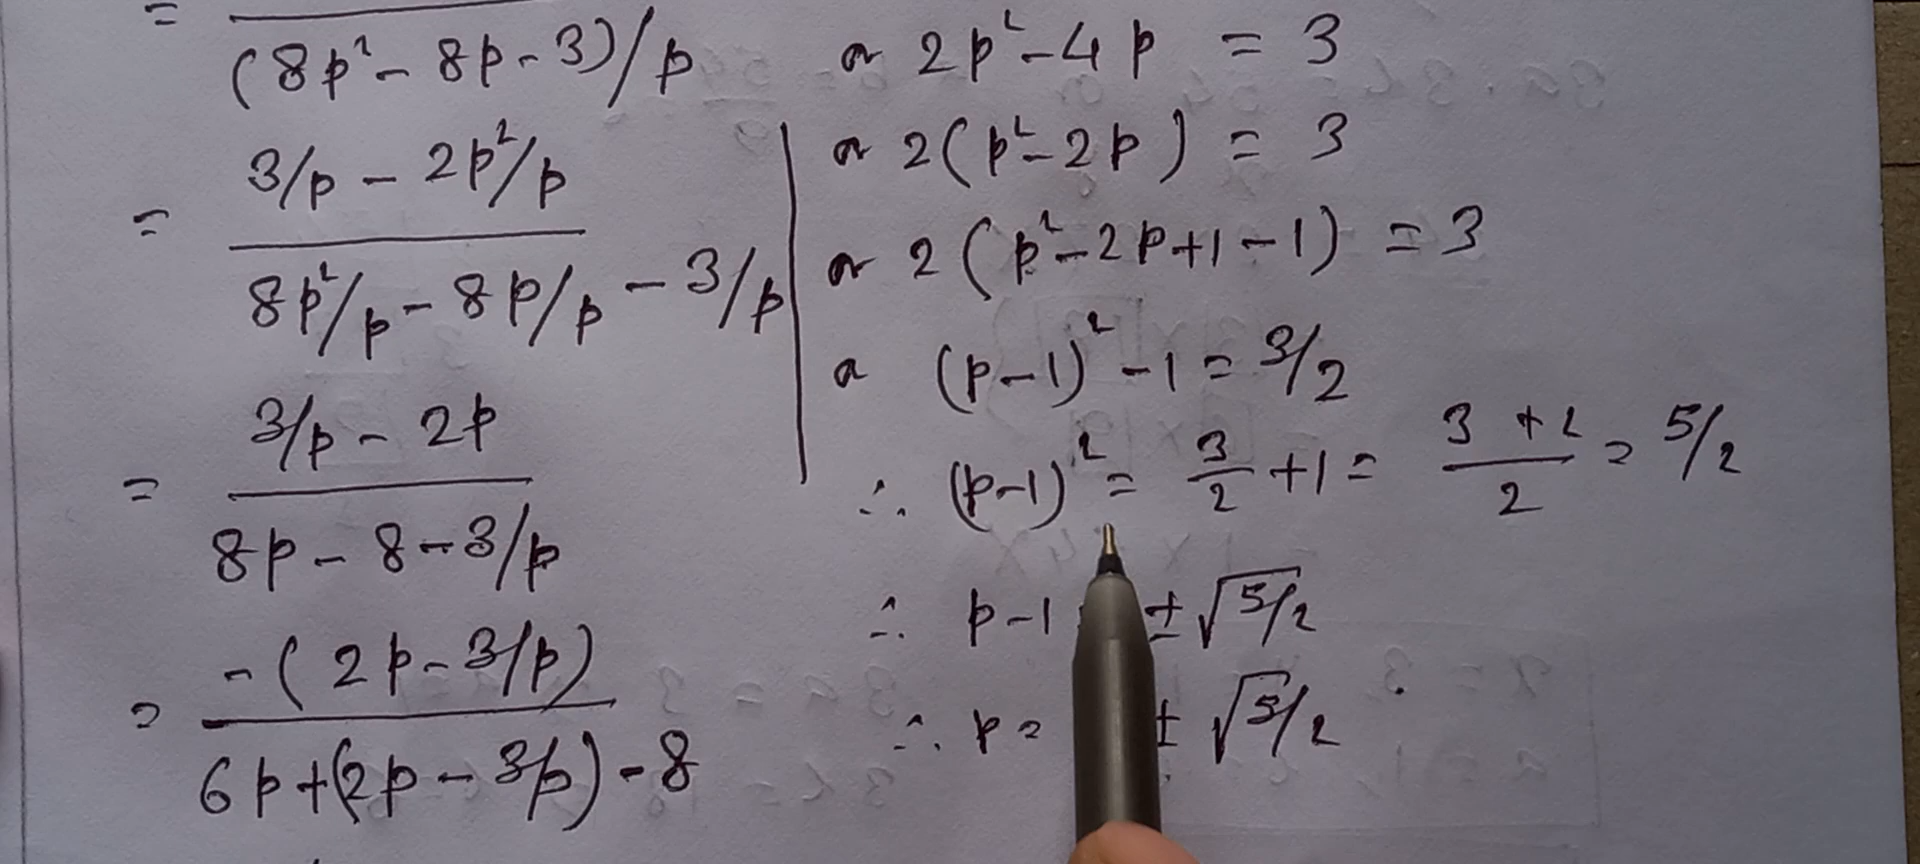 =
(8p² - 8p - 3)/p
= 3/p - 2p²/p
8p²/p - 8p/p - 3/p
= 3/p - 2p
8p - 8 - 3/p
= -(2p - 3/p)
6p + (2p - 3/p) - 8
or 2p² - 4p = 3
or 2(p² - 2p) = 3
or 2(p² - 2p + 1 - 1) = 3
or (p - 1)² - 1 = 3/2
∴ (p-1)² = 3/2 + 1 = 3 + 2/2 = 5/2
∴ p - 1 ± √5/2
∴ p = ± √5/2